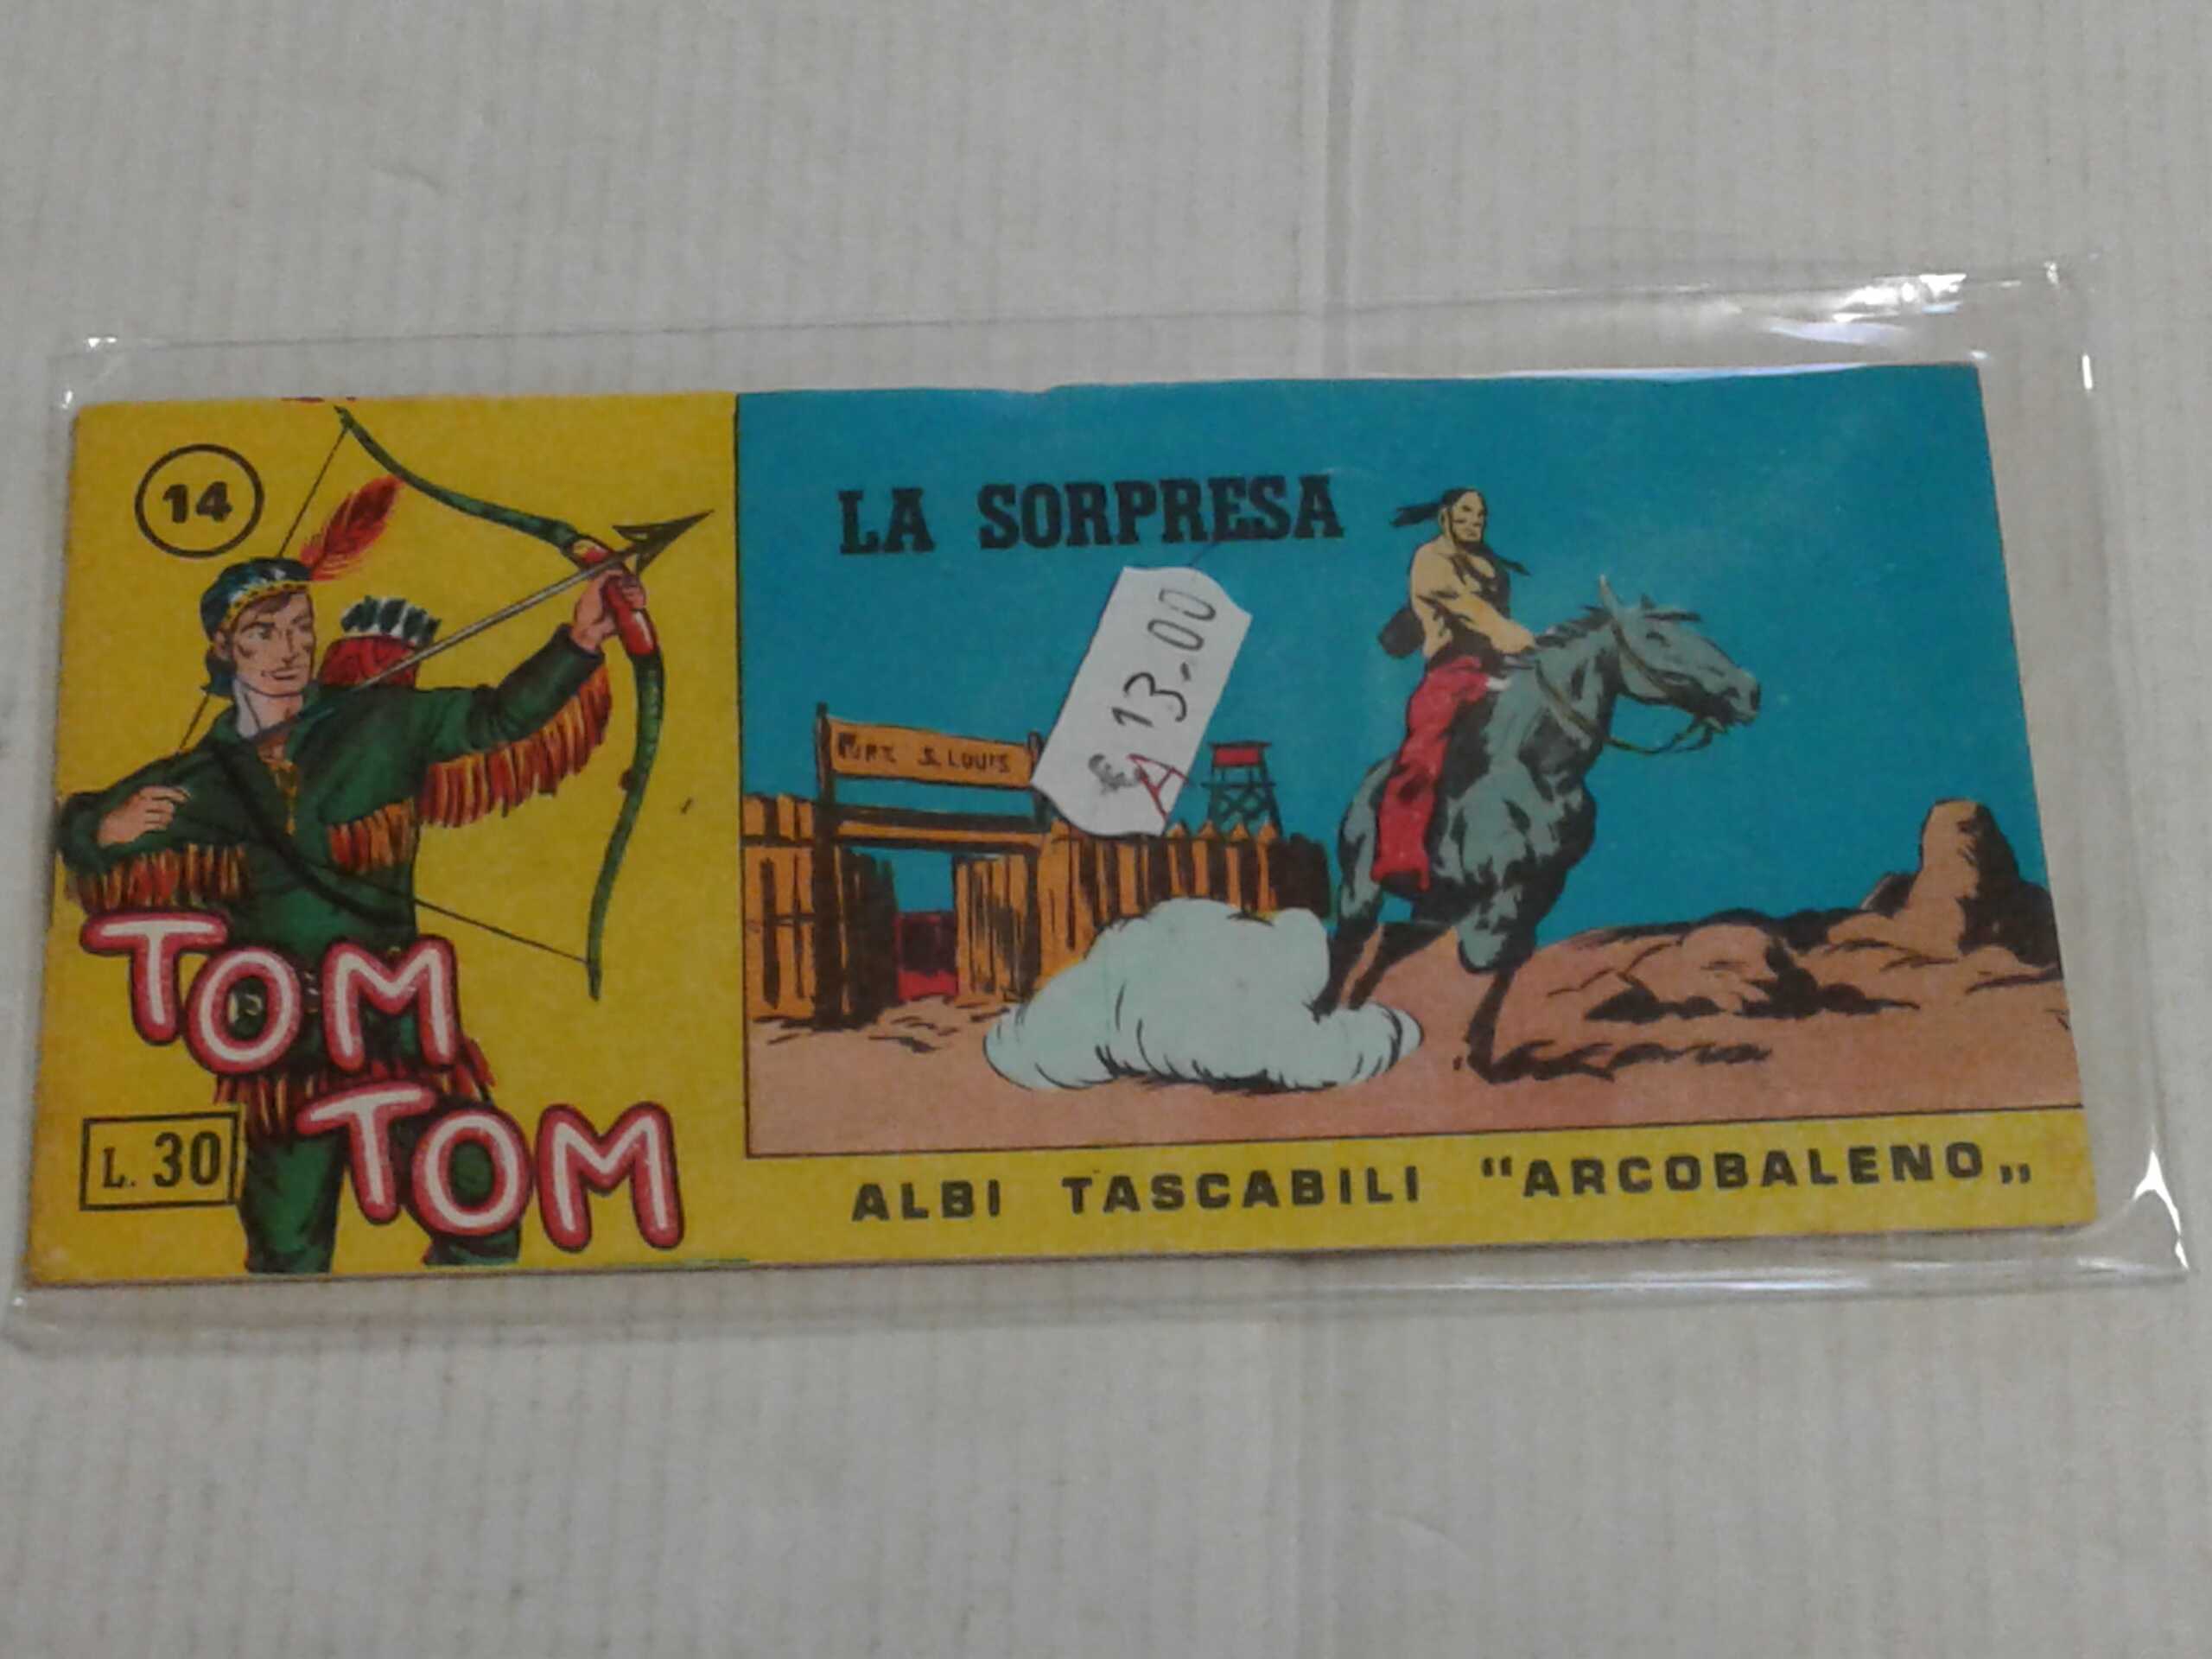 14
LA SORPRESA
13.00
A
FORT S. LOUIS
TOM
TOM
L. 30
ALBI TASCABILI “ARCOBALENO„